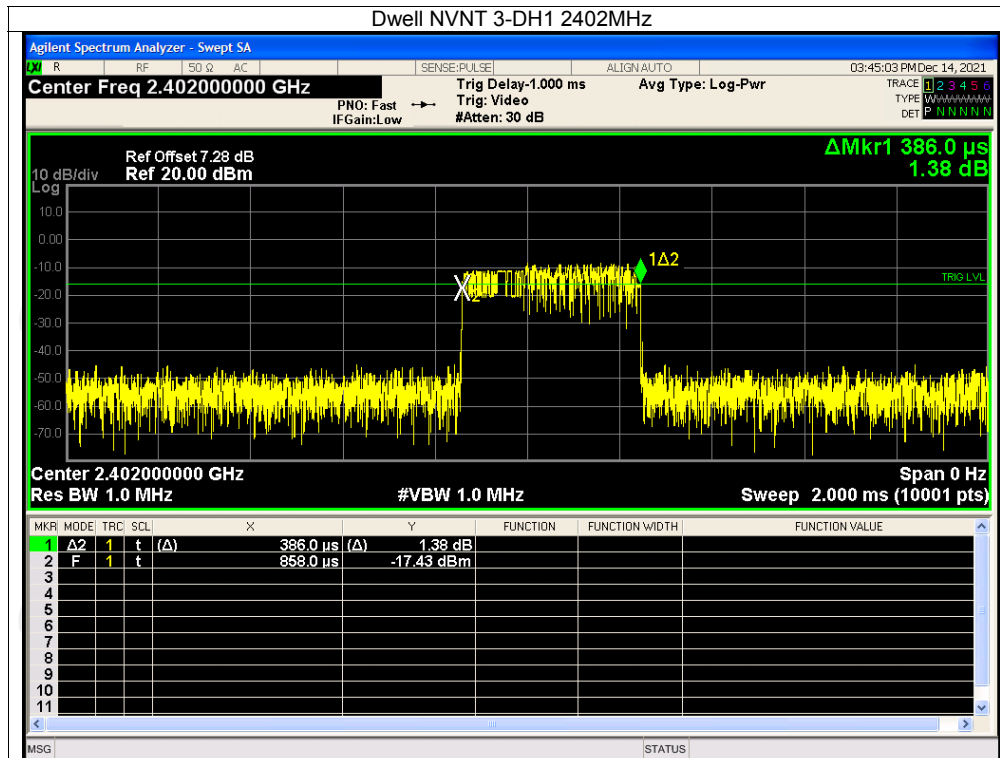 Dwell NVNT 3-DH1 2402MHz
Agilent Spectrum Analyzer - Swept SA
LXI R RF 50 Ω AC SENSE:PULSE ALIGN AUTO 03:45:03 PM Dec 14, 2021
Center Freq 2.402000000 GHz Trig Delay-1.000 ms Avg Type: Log-Pwr TRACE 1 2 3 4 5 6
PNO: Fast Trig: Video TYPE WWWWWW
IFGain:Low #Atten: 30 dB DET P N N N N N
ΔMkr1 386.0 µs
1.38 dB
Ref Offset 7.28 dB
10 dB/div Ref 20.00 dBm
Log
10.0
0.00
-10.0
-20.0
-30.0
-40.0
-50.0
-60.0
-70.0
1Δ2
TRIG LVL
X2
Center 2.402000000 GHz Span 0 Hz
Res BW 1.0 MHz #VBW 1.0 MHz Sweep 2.000 ms (10001 pts)
MKR MODE TRC SCL X Y FUNCTION FUNCTION WIDTH FUNCTION VALUE
1 Δ2 1 t (Δ) 386.0 µs (Δ) 1.38 dB
2 F 1 t 858.0 µs -17.43 dBm
3
4
5
6
7
8
9
10
11
MSG STATUS